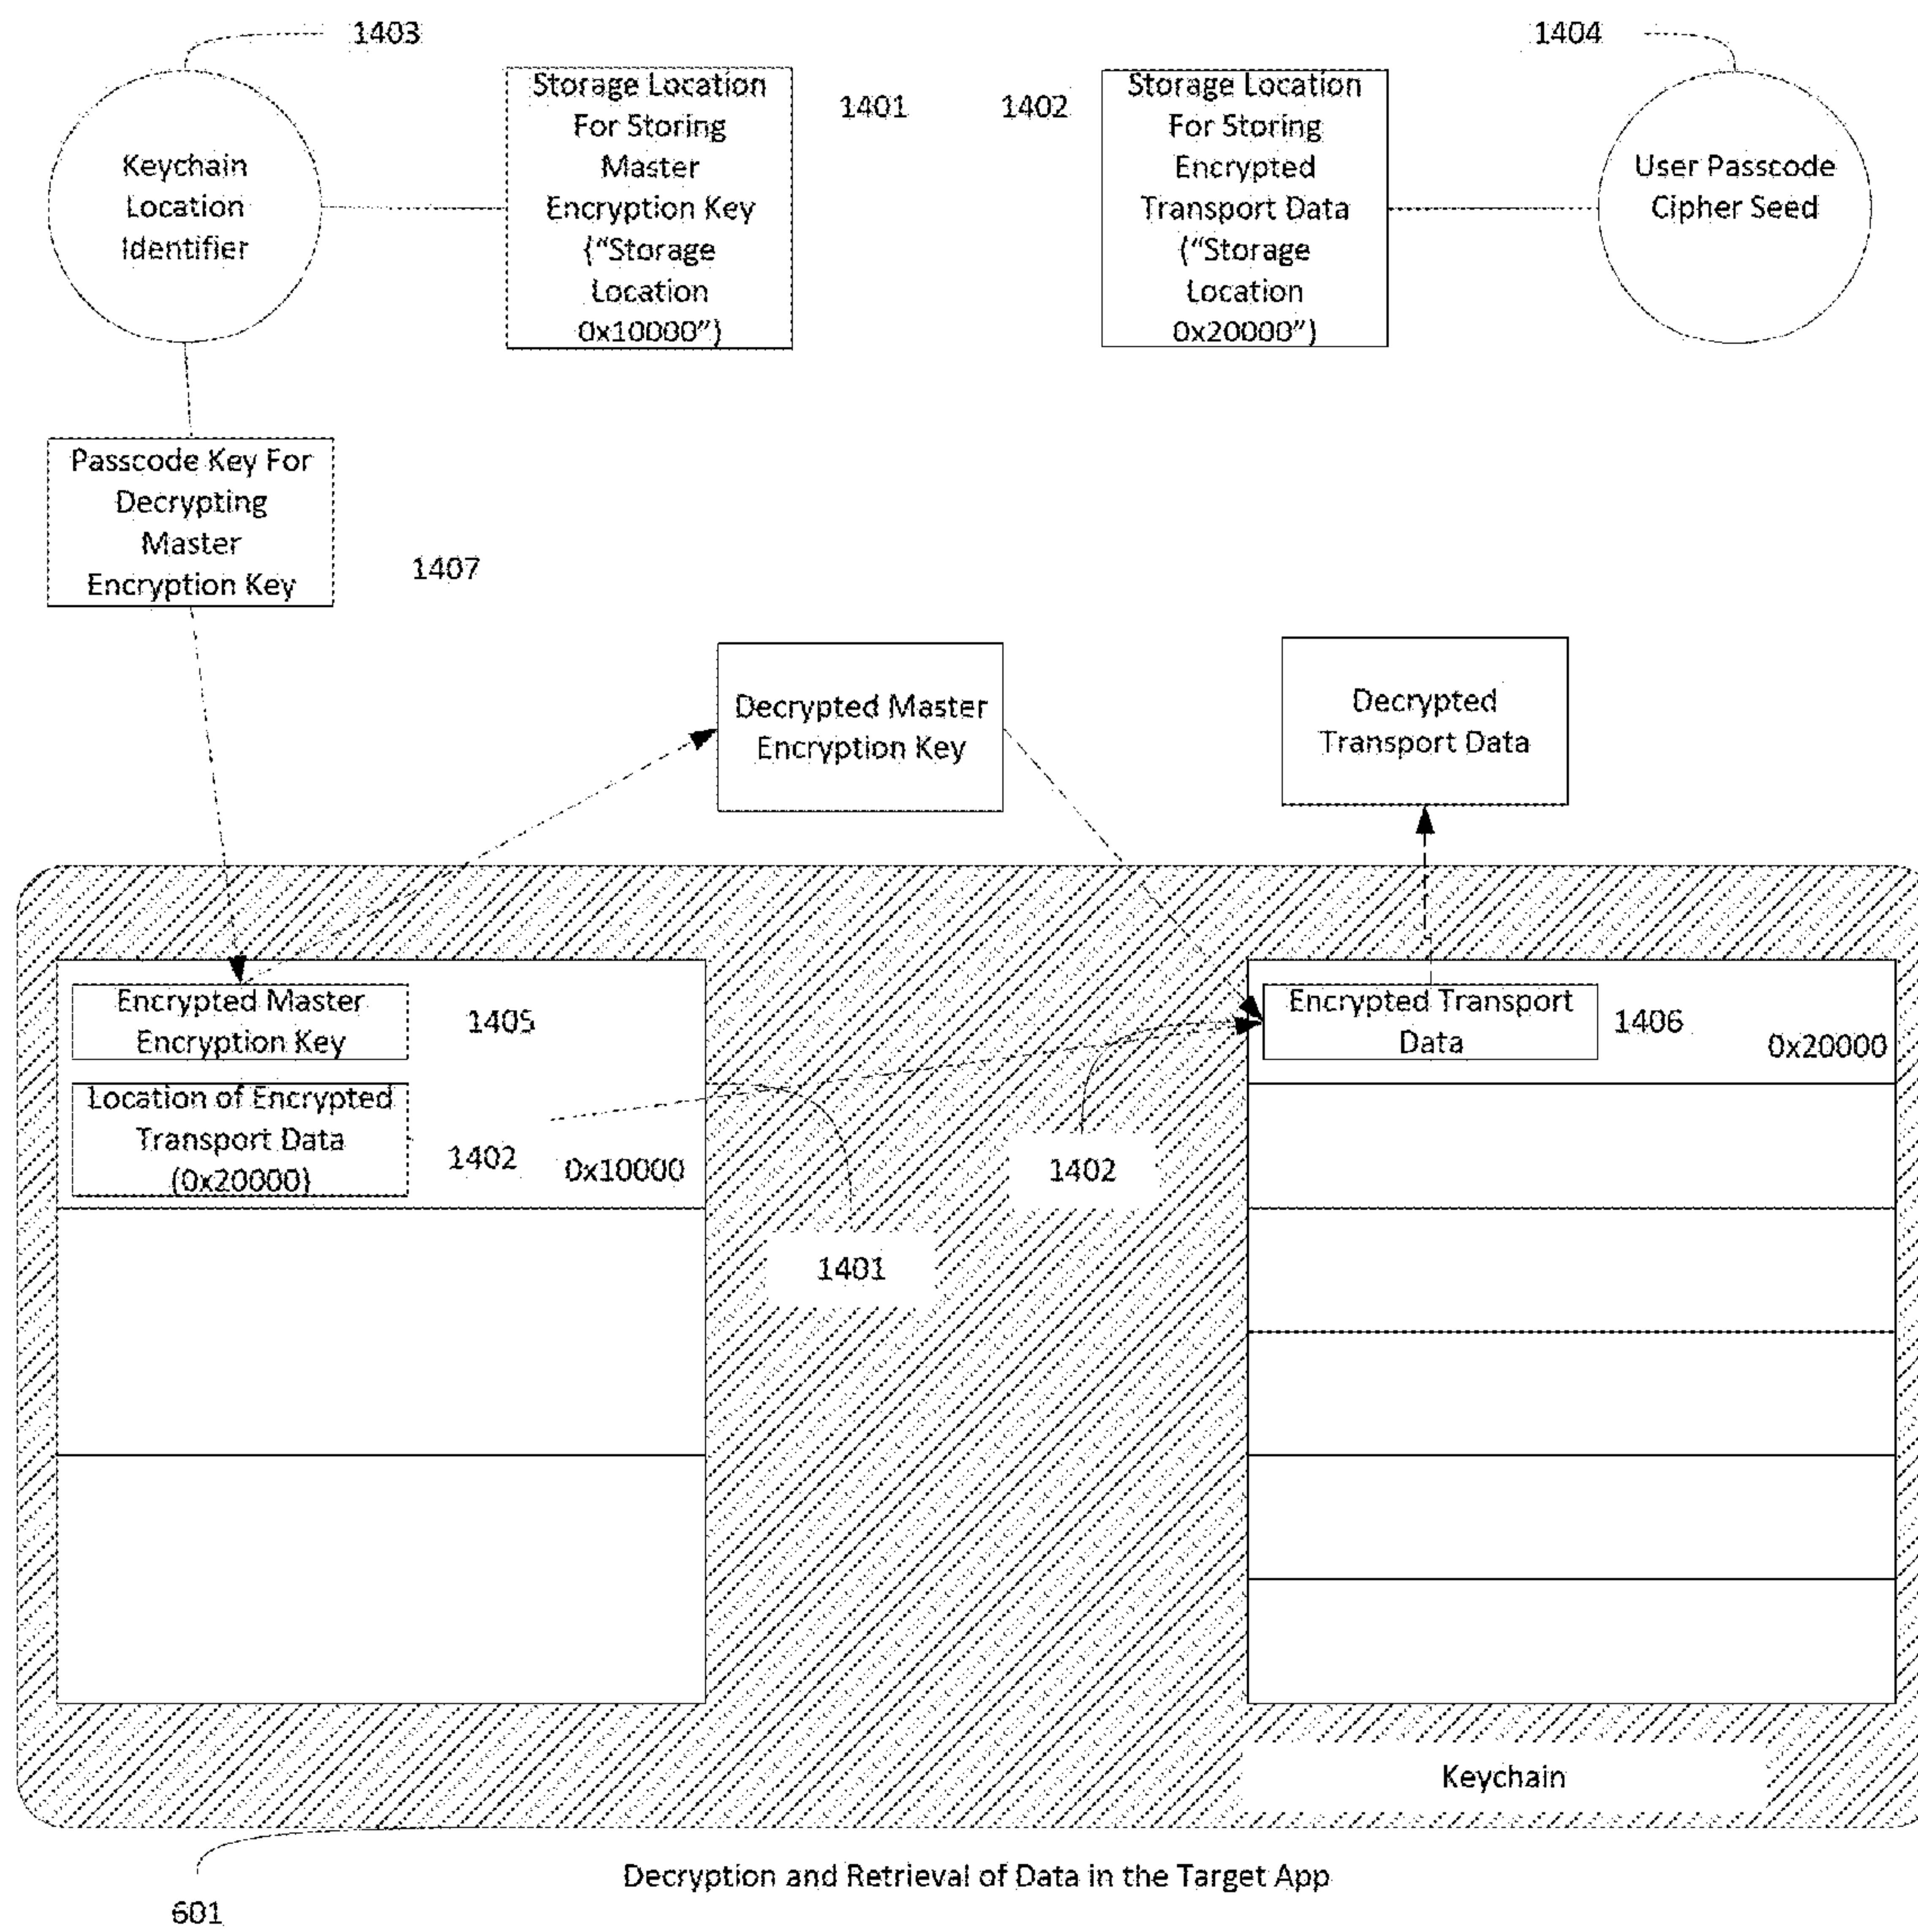 1403
1404
Keychain
Location
Identifier
Storage Location
For Storing
Master
Encryption Key
("Storage
Location
0x10000")
1401
1402
Storage Location
For Storing
Encrypted
Transport Data
("Storage
Location
0x20000")
User Passcode
Cipher Seed
Passcode Key For
Decrypting
Master
Encryption Key
1407
Decrypted Master
Encryption Key
Decrypted
Transport Data
Encrypted Master
Encryption Key
1405
Location of Encrypted
Transport Data
(0x20000)
1402
0x10000
1401
1402
Encrypted Transport
Data
1406
0x20000
Keychain
Decryption and Retrieval of Data in the Target App
601